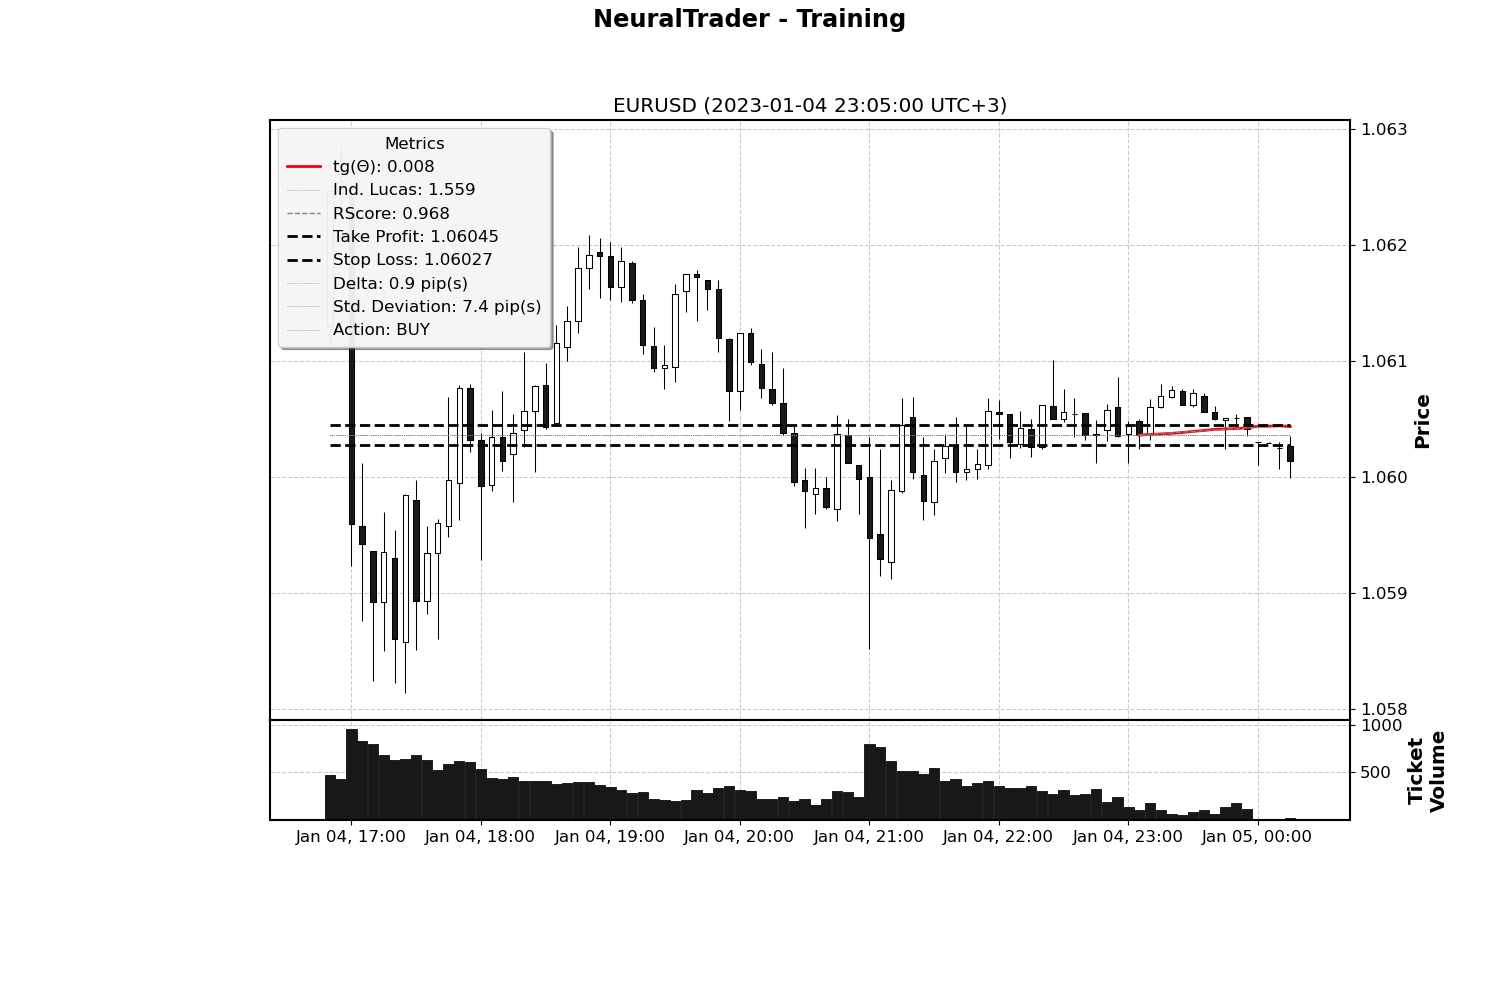 NeuralTrader - Training
EURUSD (2023-01-04 23:05:00 UTC+3)
Metrics
tg(Θ): 0.008
Ind. Lucas: 1.559
RScore: 0.968
Take Profit: 1.06045
Stop Loss: 1.06027
Delta: 0.9 pip(s)
Std. Deviation: 7.4 pip(s)
Action: BUY
1.063
1.062
1.061
1.060
1.059
1.058
Price
1000
500
Ticket
Volume
Jan 04, 17:00
Jan 04, 18:00
Jan 04, 19:00
Jan 04, 20:00
Jan 04, 21:00
Jan 04, 22:00
Jan 04, 23:00
Jan 05, 00:00